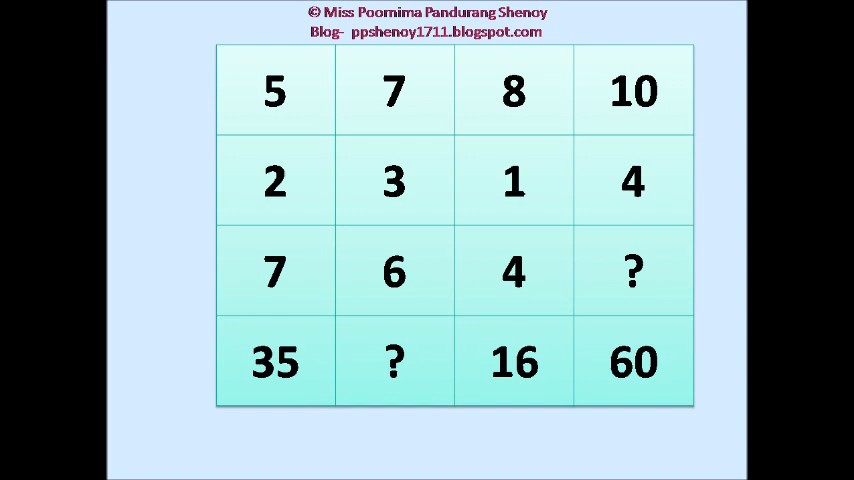 © Miss Poornima Pandurang Shenoy
Blog- ppshenoy1711.blogspot.com
5 7 8 10
2 3 1 4
7 6 4 ?
35 ? 16 60